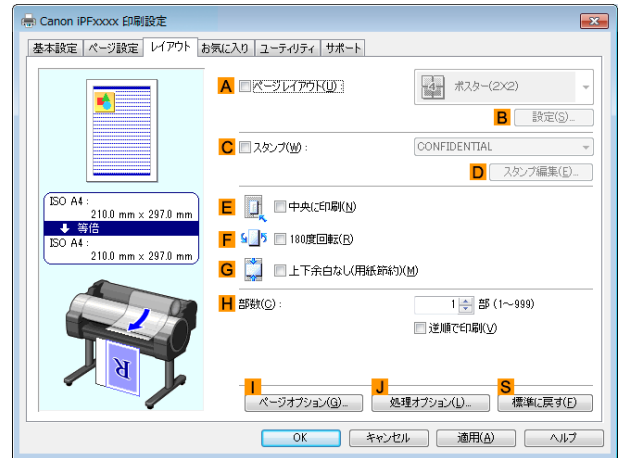 Canon iPFxxxx 印刷設定
基本設定 ページ設定 レイアウト お気に入り ユーティリティ サポート
A ページレイアウト(U) : ポスター(2X2)
B 設定(S)...
C スタンプ(W) : CONFIDENTIAL
D スタンプ編集(E)...
ISO A4 :
210.0 mm x 297.0 mm
等倍
ISO A4 :
210.0 mm x 297.0 mm
E 中央に印刷(N)
F 180度回転(R)
G 上下余白なし(用紙節約)(M)
H 部数(C) : 1 部 (1~999)
逆順で印刷(V)
R
I ページオプション(G)...
J 処理オプション(L)...
S 標準に戻す(F)
OK キャンセル 適用(A) ヘルプ